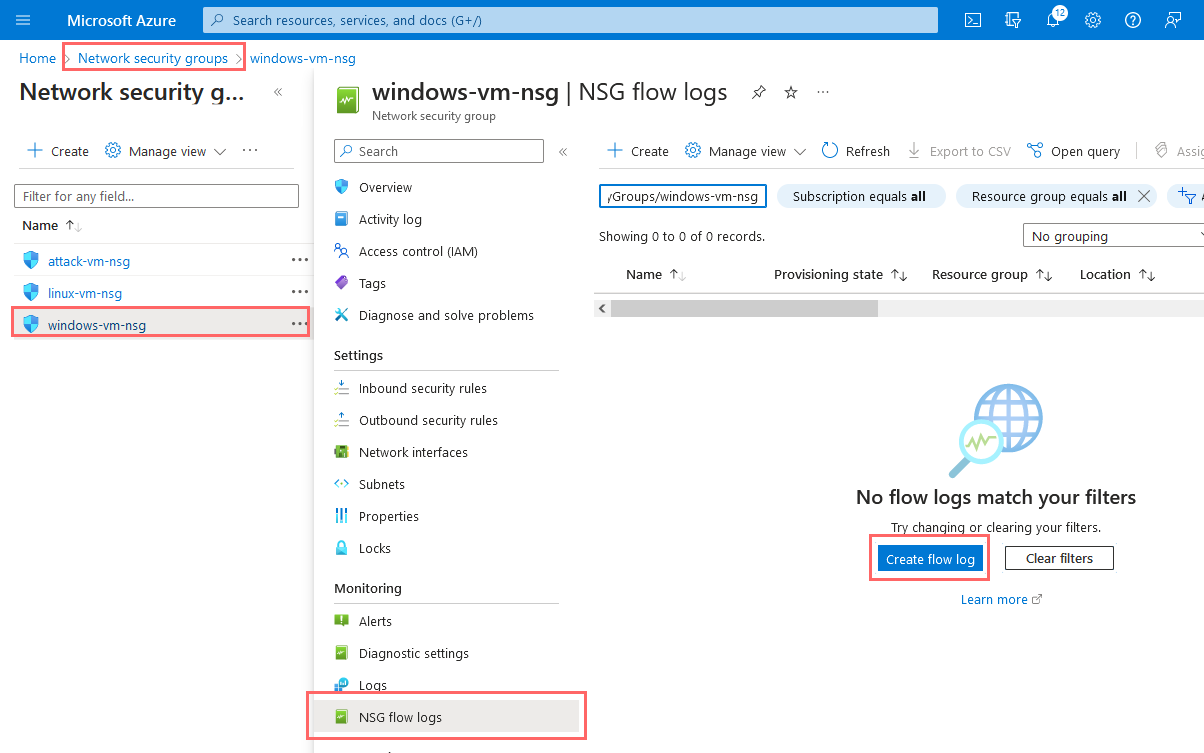 Microsoft Azure
Search resources, services, and docs (G+/)
12
Home
Network security groups
windows-vm-nsg
Network security g...
Create
Manage view
Filter for any field...
Name
attack-vm-nsg
linux-vm-nsg
windows-vm-nsg
windows-vm-nsg | NSG flow logs
Network security group
Search
Overview
Activity log
Access control (IAM)
Tags
Diagnose and solve problems
Settings
Inbound security rules
Outbound security rules
Network interfaces
Subnets
Properties
Locks
Monitoring
Alerts
Diagnostic settings
Logs
NSG flow logs
Create
Manage view
Refresh
Export to CSV
Open query
Assig
yGroups/windows-vm-nsg
Subscription equals all
Resource group equals all
Showing 0 to 0 of 0 records.
No grouping
Name
Provisioning state
Resource group
Location
No flow logs match your filters
Try changing or clearing your filters.
Create flow log
Clear filters
Learn more